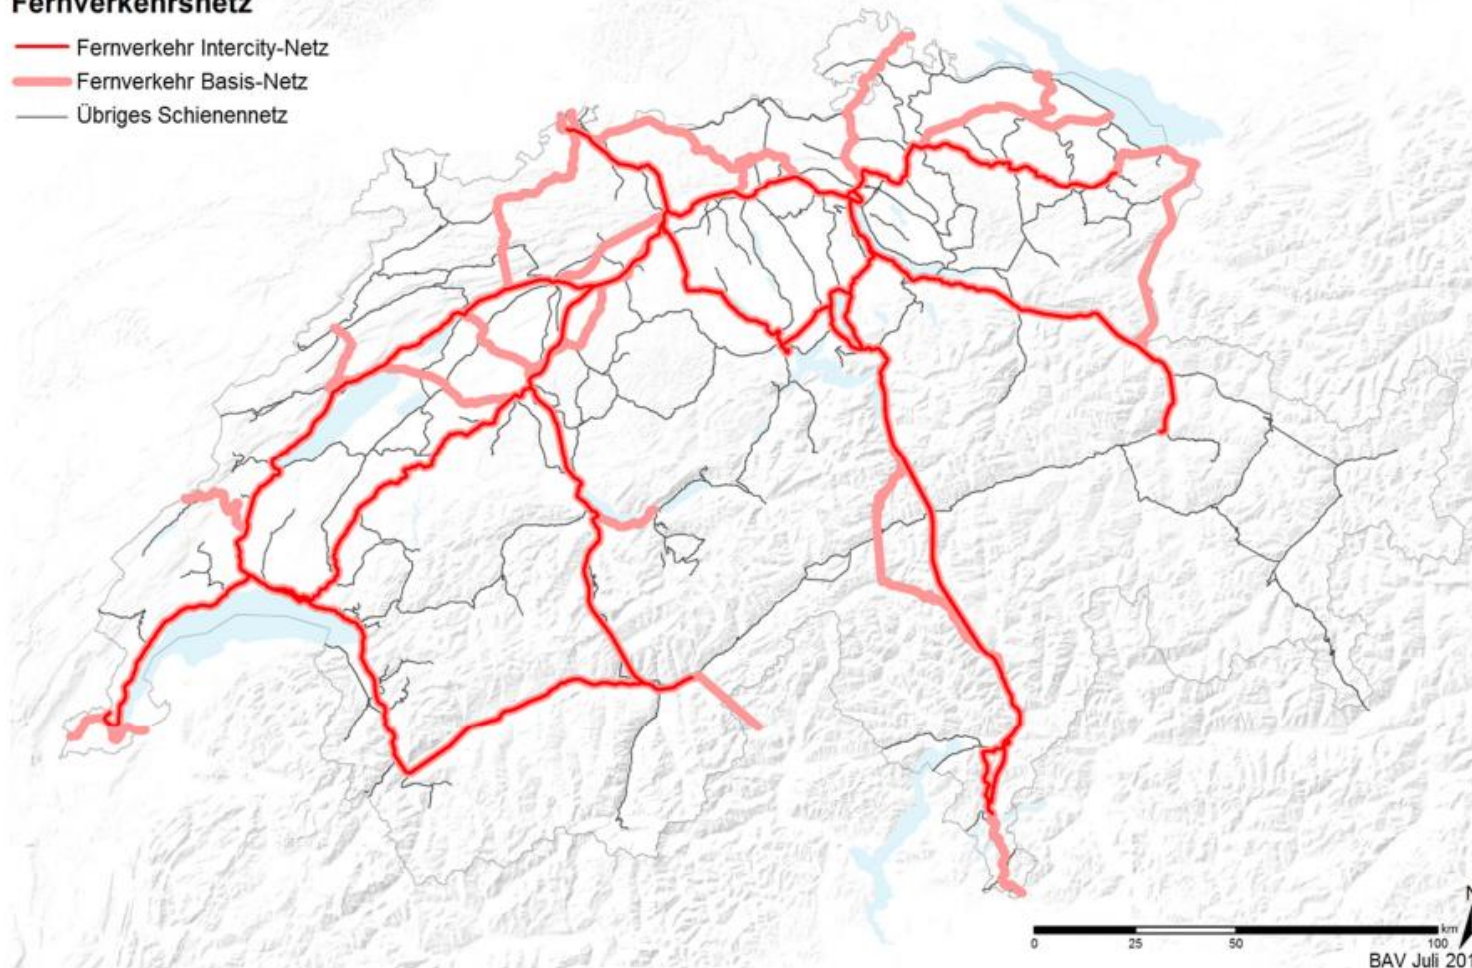 Fernverkehrsnetz
Fernverkehr Intercity-Netz
Fernverkehr Basis-Netz
Übriges Schienennetz
N
km
0 25 50 100
BAV Juli 201